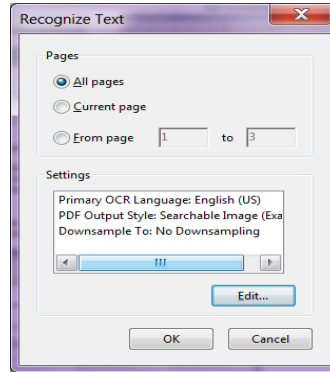 Recognize Text
Pages
All pages
Current page
From page 1 to 3
Settings
Primary OCR Language: English (US)
PDF Output Style: Searchable Image (Exa
Downsample To: No Downsampling
Edit...
OK Cancel